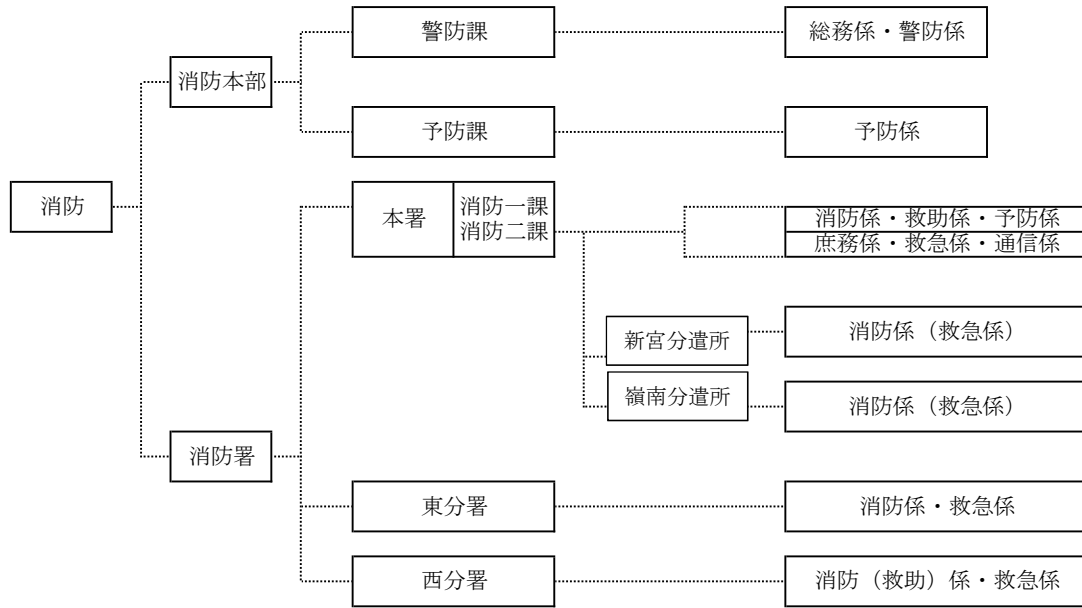 警防課
総務係・警防係
消防本部
予防課
予防係
消防
本署
消防一課
消防二課
消防係・救助係・予防係
庶務係・救急係・通信係
新宮分遣所
消防係（救急係）
嶺南分遣所
消防係（救急係）
消防署
東分署
消防係・救急係
西分署
消防（救助）係・救急係